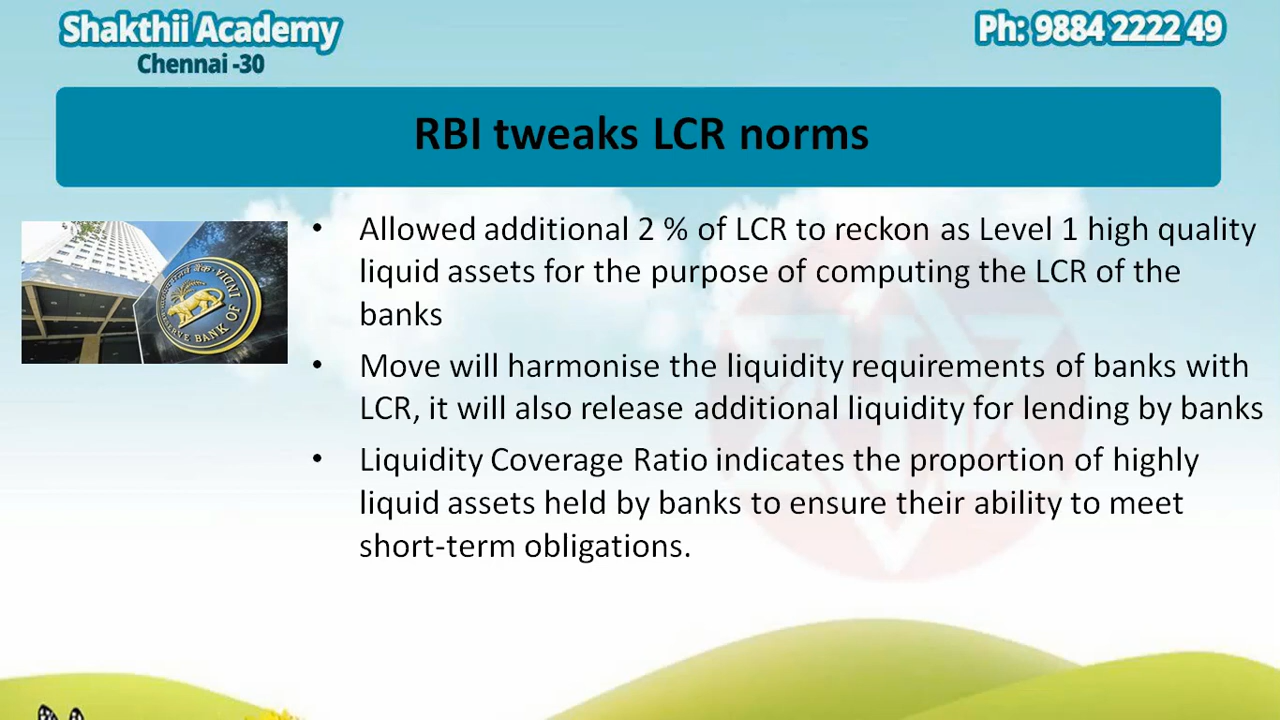 Shakthii Academy
Chennai -30
Ph: 9884 2222 49
RBI tweaks LCR norms
• Allowed additional 2 % of LCR to reckon as Level 1 high quality
liquid assets for the purpose of computing the LCR of the
banks
• Move will harmonise the liquidity requirements of banks with
LCR, it will also release additional liquidity for lending by banks
• Liquidity Coverage Ratio indicates the proportion of highly
liquid assets held by banks to ensure their ability to meet
short-term obligations.
RESERVE BANK OF INDIA